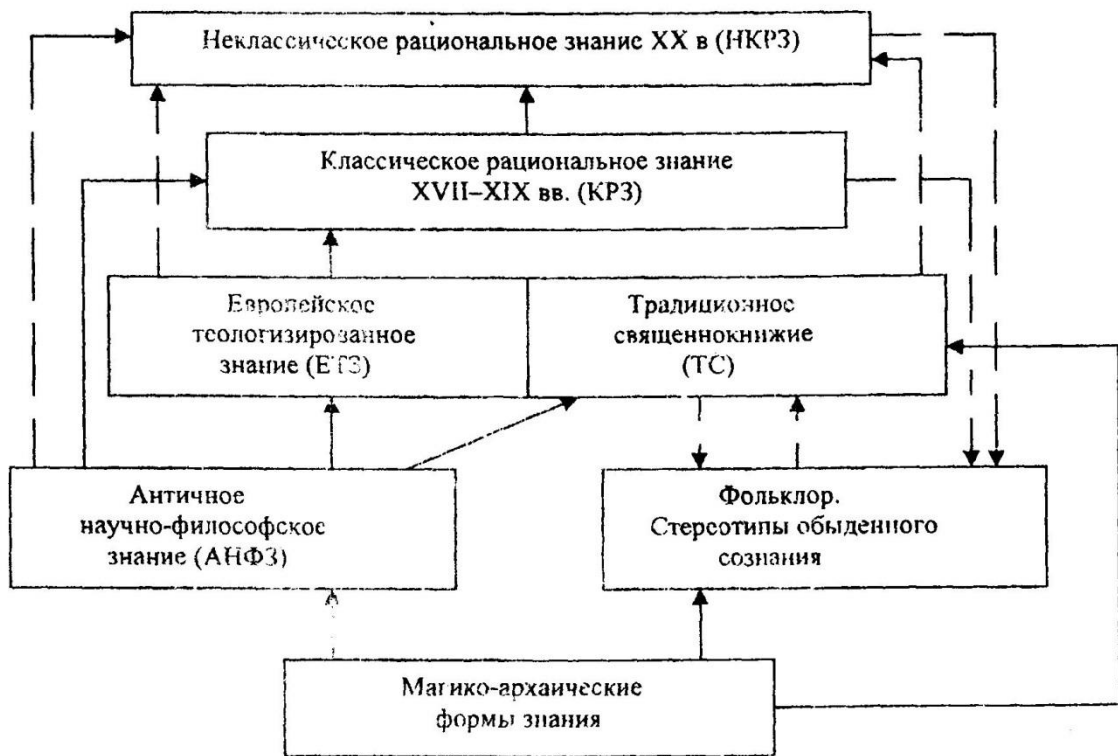 Неклассическое рациональное знание XX в (НКРЗ)
Классическое рациональное знание
XVII–XIX вв. (КРЗ)
Европейское
теологизированное
знание (ЕТЗ)
Традиционное
священнокнижие
(ТС)
Античное
научно-философское
знание (АНФЗ)
Фольклор.
Стереотипы обыденного
сознания
Магико-архаические
формы знания